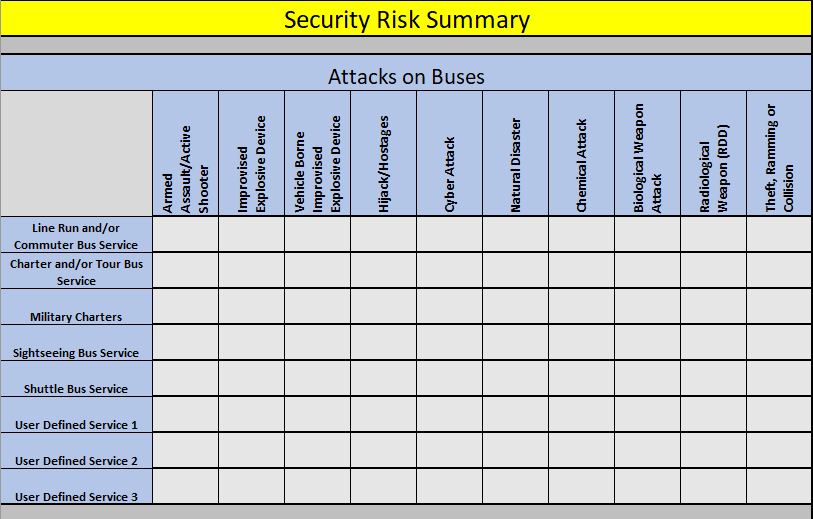 Security Risk Summary
Attacks on Buses
Armed
Assault/Active
Shooter
Improvised
Explosive Device
Vehicle Borne
Improvised
Explosive Device
Hijack/Hostages
Cyber Attack
Natural Disaster
Chemical Attack
Biological Weapon
Attack
Radiological
Weapon (RDD)
Theft, Ramming or
Collision
Line Run and/or
Commuter Bus Service
Charter and/or Tour Bus
Service
Military Charters
Sightseeing Bus Service
Shuttle Bus Service
User Defined Service 1
User Defined Service 2
User Defined Service 3